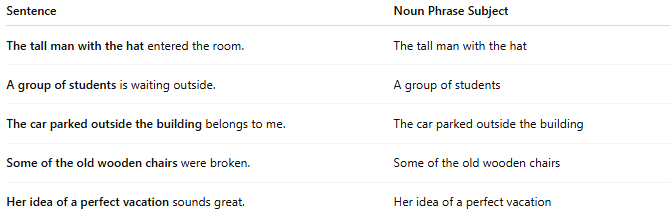 Sentence Noun Phrase Subject
The tall man with the hat entered the room. The tall man with the hat
A group of students is waiting outside. A group of students
The car parked outside the building belongs to me. The car parked outside the building
Some of the old wooden chairs were broken. Some of the old wooden chairs
Her idea of a perfect vacation sounds great. Her idea of a perfect vacation